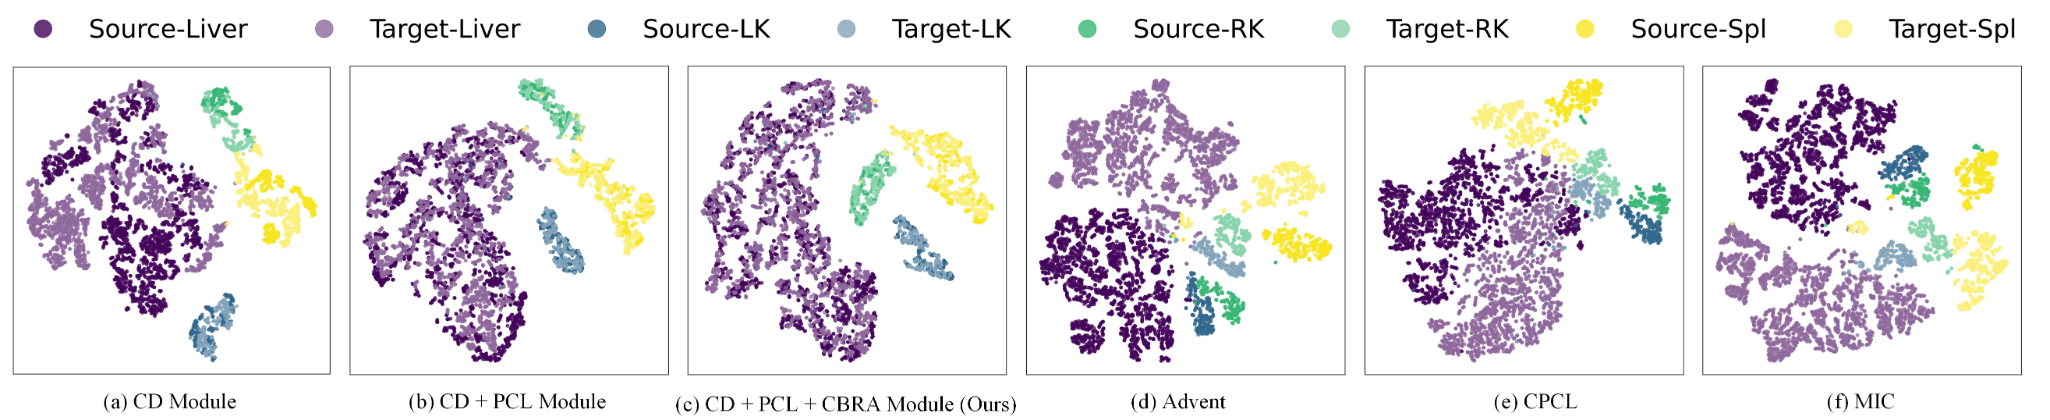 Source-Liver Target-Liver Source-LK Target-LK Source-RK Target-RK Source-Spl Target-Spl
(a) CD Module
(b) CD + PCL Module
(c) CD + PCL + CBRA Module (Ours)
(d) Advent
(e) CPCL
(f) MIC